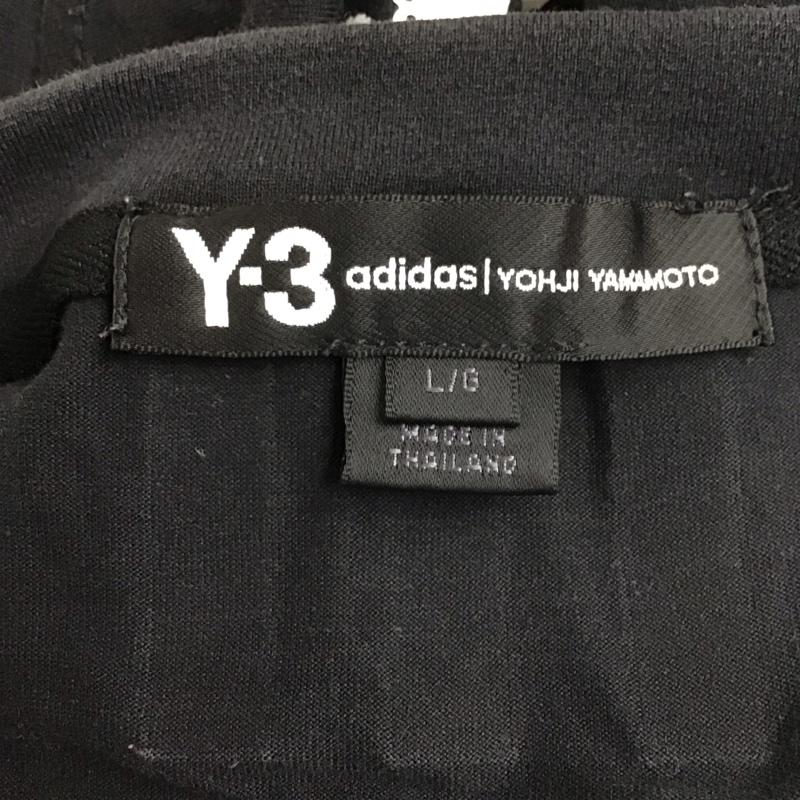 Y-3 adidas | YOHJI YAMAMOTO
L/G
MADE IN
THAILAND